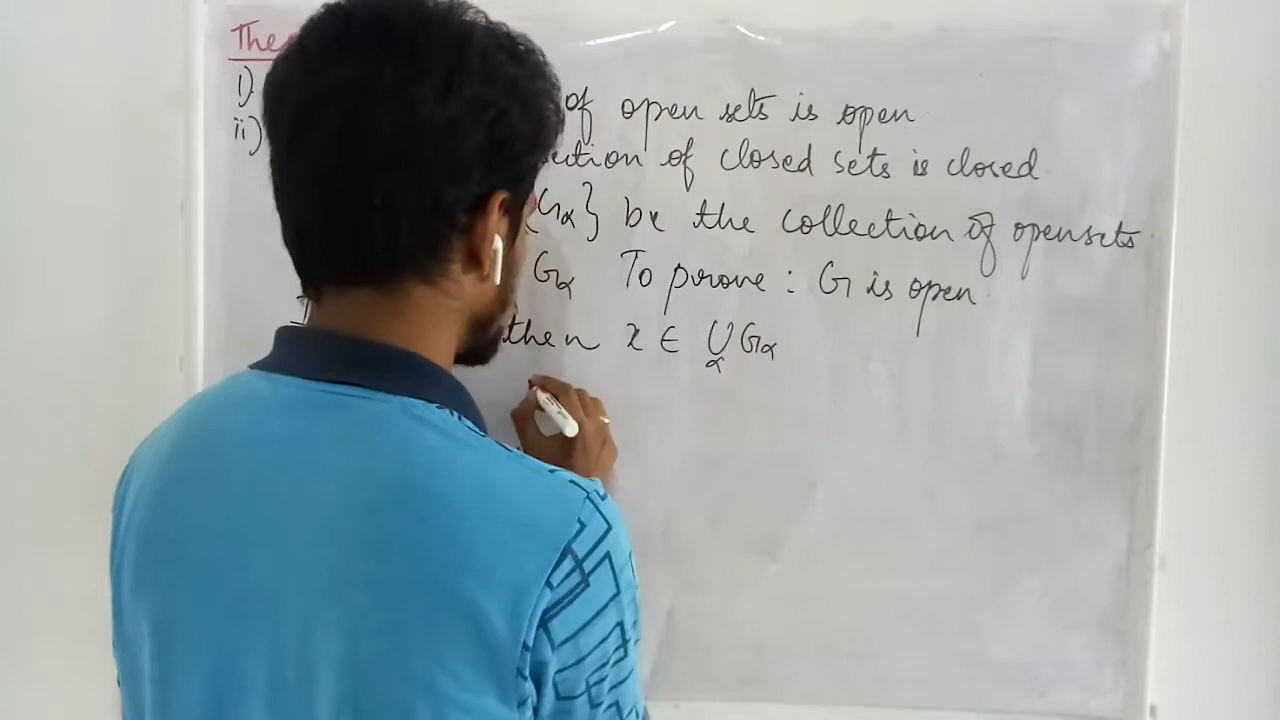 The
i) of open sets is open
ii) ection of closed sets is closed
{Gα} be the collection of opensets
Gα To prove : G is open
then x ∈ ∪ Gα
α